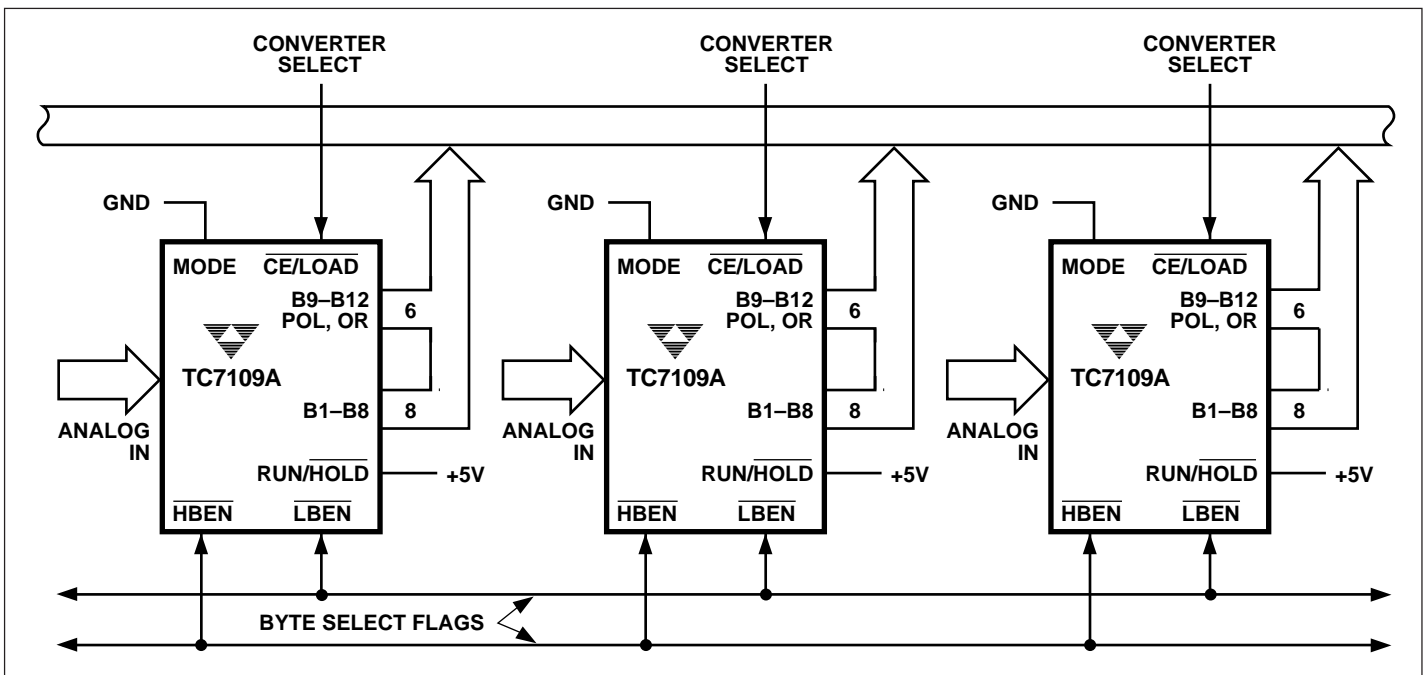 CONVERTER
SELECT
CONVERTER
SELECT
CONVERTER
SELECT
GND
GND
GND
MODE CE/LOAD
B9–B12
POL, OR
6
TC7109A
B1–B8 8
ANALOG
IN
RUN/HOLD +5V
HBEN LBEN
MODE CE/LOAD
B9–B12
POL, OR
6
TC7109A
B1–B8 8
ANALOG
IN
RUN/HOLD +5V
HBEN LBEN
MODE CE/LOAD
B9–B12
POL, OR
6
TC7109A
B1–B8 8
ANALOG
IN
RUN/HOLD +5V
HBEN LBEN
BYTE SELECT FLAGS